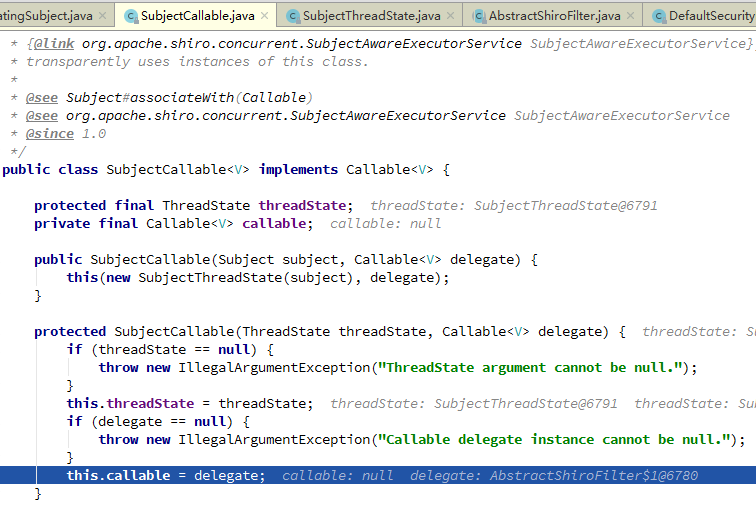 atingSubject.java × SubjectCallable.java × SubjectThreadState.java × AbstractShiroFilter.java × DefaultSecurity
* {@link org.apache.shiro.concurrent.SubjectAwareExecutorService SubjectAwareExecutorService}
* transparently uses instances of this class.
*
* @see Subject#associateWith(Callable)
* @see org.apache.shiro.concurrent.SubjectAwareExecutorService SubjectAwareExecutorService
* @since 1.0
*/
public class SubjectCallable<V> implements Callable<V> {
protected final ThreadState threadState; threadState: SubjectThreadState@6791
private final Callable<V> callable; callable: null
public SubjectCallable(Subject subject, Callable<V> delegate) {
this(new SubjectThreadState(subject), delegate);
}
protected SubjectCallable(ThreadState threadState, Callable<V> delegate) { threadSta
if (threadState == null) {
throw new IllegalArgumentException("ThreadState argument cannot be null.");
}
this.threadState = threadState; threadState: SubjectThreadState@6791 threadState: Su
if (delegate == null) {
throw new IllegalArgumentException("Callable delegate instance cannot be null.");
}
this.callable = delegate; callable: null delegate: AbstractShiroFilter$1@6780
}